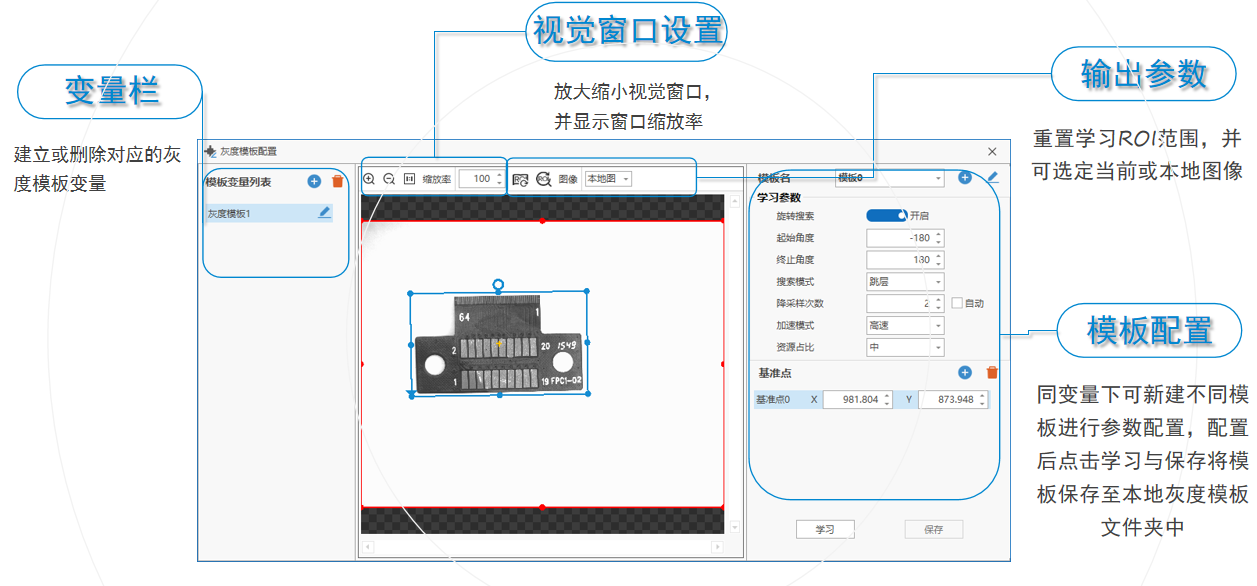 视觉窗口设置
变量栏
输出参数
放大缩小视觉窗口，
并显示窗口缩放率
建立或删除对应的灰
度模板变量
重置学习ROI范围，并
可选定当前或本地图像
灰度模板配置
模板变量列表
灰度模板1
缩放率 100 图像 本地图
64 1
2 20 1549
1 19 FPC1-02
模板名 模板0
学习参数
旋转搜索 开启
起始角度 -180
终止角度 180
搜索模式 跳层
降采样次数 2 自动
加速模式 高速
资源占比 中
基准点
基准点0 X 981.804 Y 873.948
学习 保存
模板配置
同变量下可新建不同模
板进行参数配置，配置
后点击学习与保存将模
板保存至本地灰度模板
文件夹中